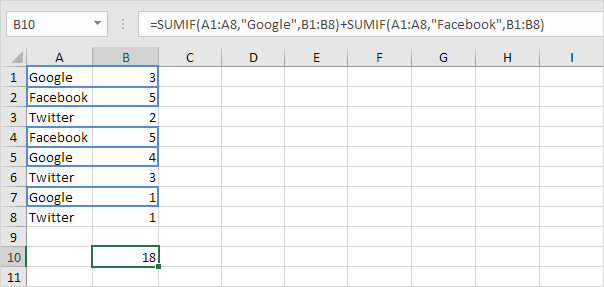 B10 =SUMIF(A1:A8,"Google",B1:B8)+SUMIF(A1:A8,"Facebook",B1:B8)
A B C D E F G H I
1 Google 3
2 Facebook 5
3 Twitter 2
4 Facebook 5
5 Google 4
6 Twitter 3
7 Google 1
8 Twitter 1
9
10 18
11